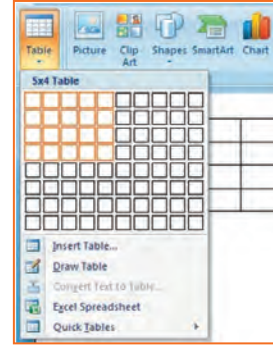 Table Picture Clip Art Shapes SmartArt Chart
5x4 Table
Insert Table...
Draw Table
Convert Text to Table...
Excel Spreadsheet
Quick Tables